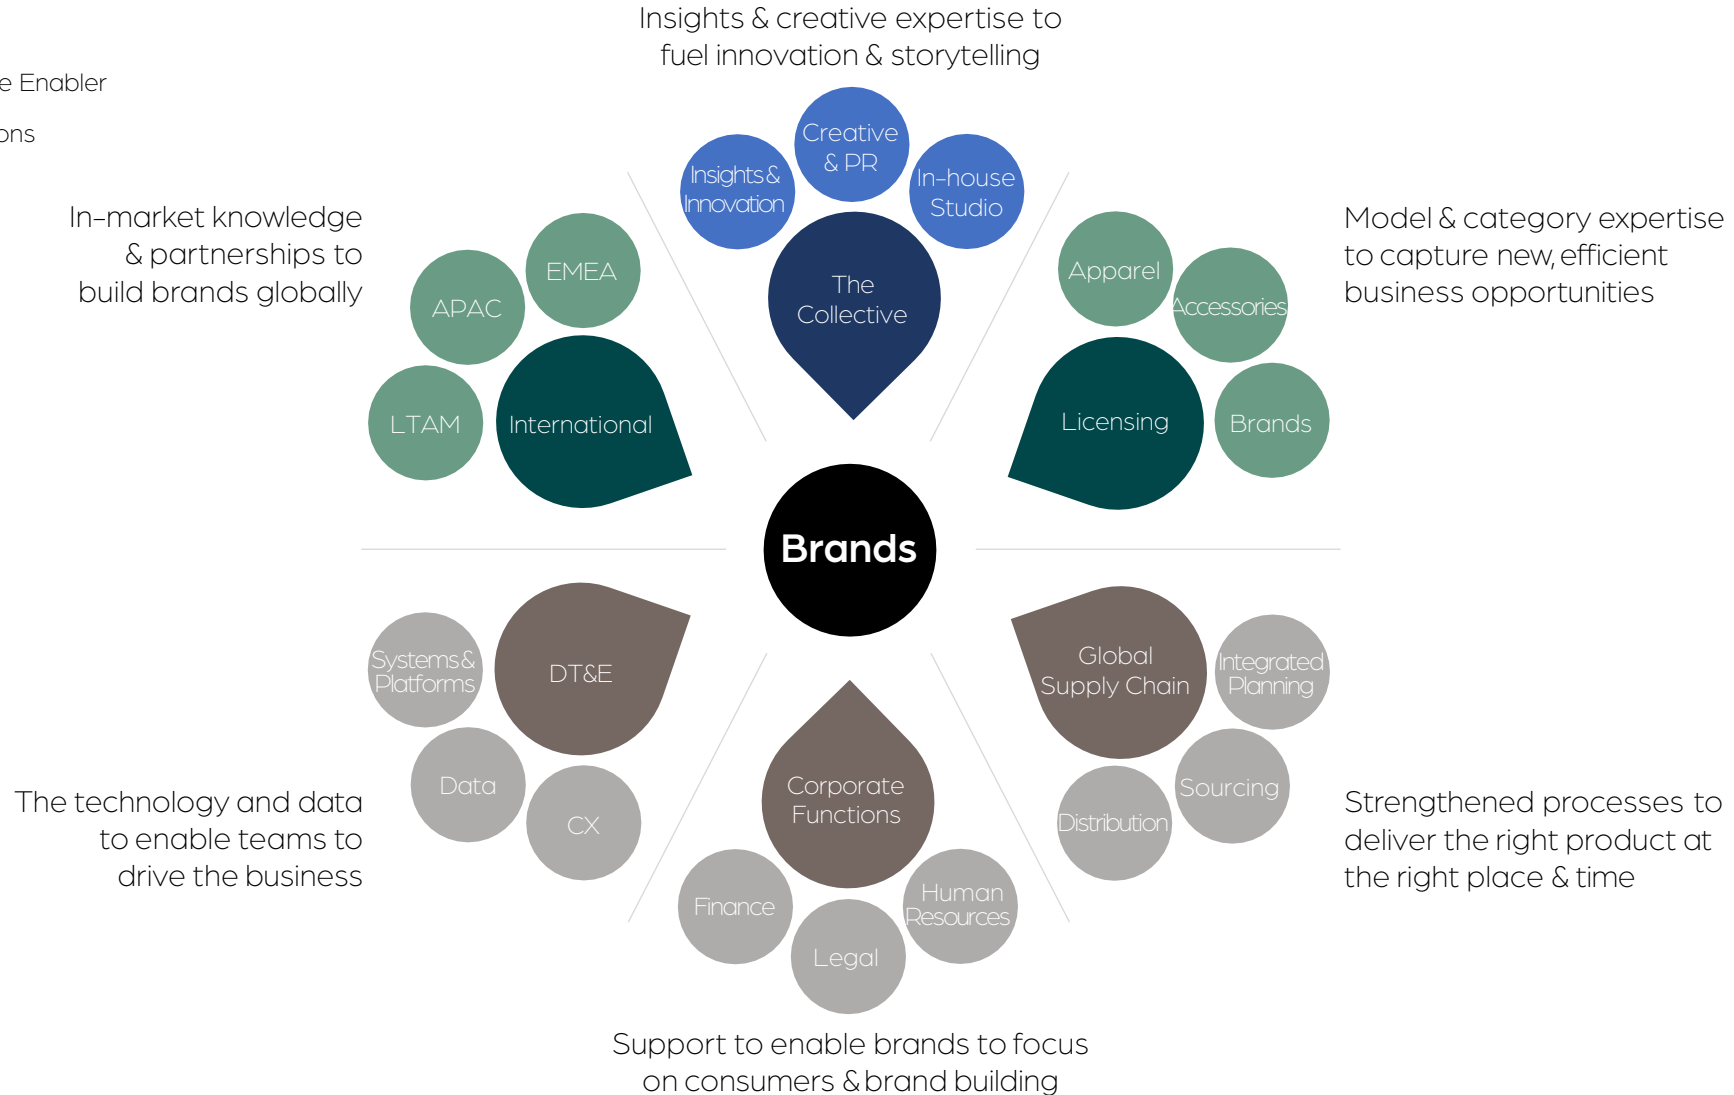 Insights & creative expertise to
fuel innovation & storytelling
e Enabler
ons
Creative
& PR
Insights &
Innovation
In-house
Studio
The
Collective
In-market knowledge
& partnerships to
build brands globally
EMEA
APAC
LTAM
International
Model & category expertise
to capture new, efficient
business opportunities
Apparel
Accessories
Brands
Licensing
Brands
Systems &
Platforms
DT&E
Data
CX
The technology and data
to enable teams to
drive the business
Corporate
Functions
Finance
Legal
Human
Resources
Support to enable brands to focus
on consumers & brand building
Global
Supply Chain
Integrated
Planning
Sourcing
Distribution
Strengthened processes to
deliver the right product at
the right place & time